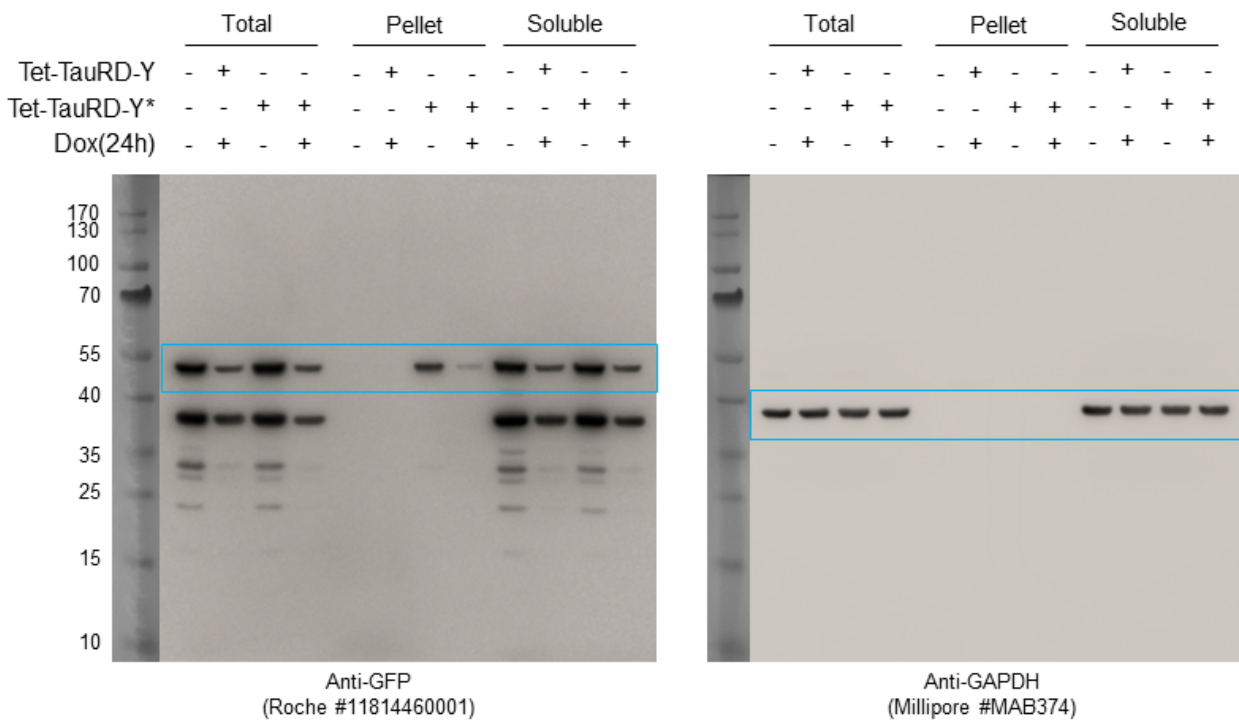 Total Pellet Soluble Total Pellet Soluble
Tet-TauRD-Y - + - - - + - - - + - - - + - - - + - - - + - -
Tet-TauRD-Y* - - + + - - + + - - + + - - + + - - + + - - + +
Dox(24h) - + - + - + - + - + - + - + - + - + - + - + - +
170
130
100
70
55
40
35
25
15
10
Anti-GFP Anti-GAPDH
(Roche #11814460001) (Millipore #MAB374)